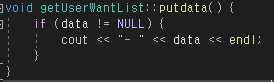 void getUserWantList::putdata() {
    if (data != NULL) {
        cout << "- " << data << endl;
    }
}